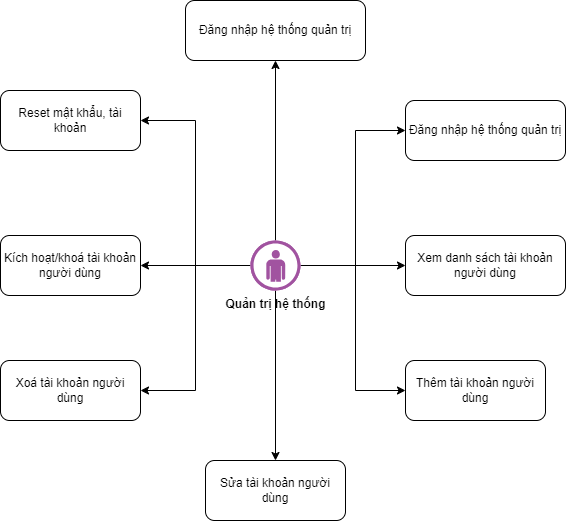 Đăng nhập hệ thống quản trị
Reset mật khẩu, tài
khoản
Đăng nhập hệ thống quản trị
Kích hoạt/khoá tài khoản
người dùng
Xem danh sách tài khoản
người dùng
Quản trị hệ thống
Xoá tài khoản người
dùng
Thêm tài khoản người
dùng
Sửa tài khoản người
dùng